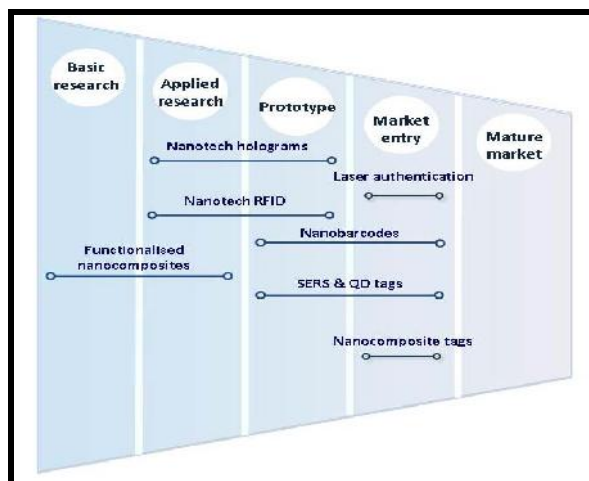 Basic
research
Applied
research
Prototype
Market
entry
Mature
market
Nanotech holograms
Laser authentication
Nanotech RFID
Nanobarcodes
Functionalised
nanocomposites
SERS & QD tags
Nanocomposite tags